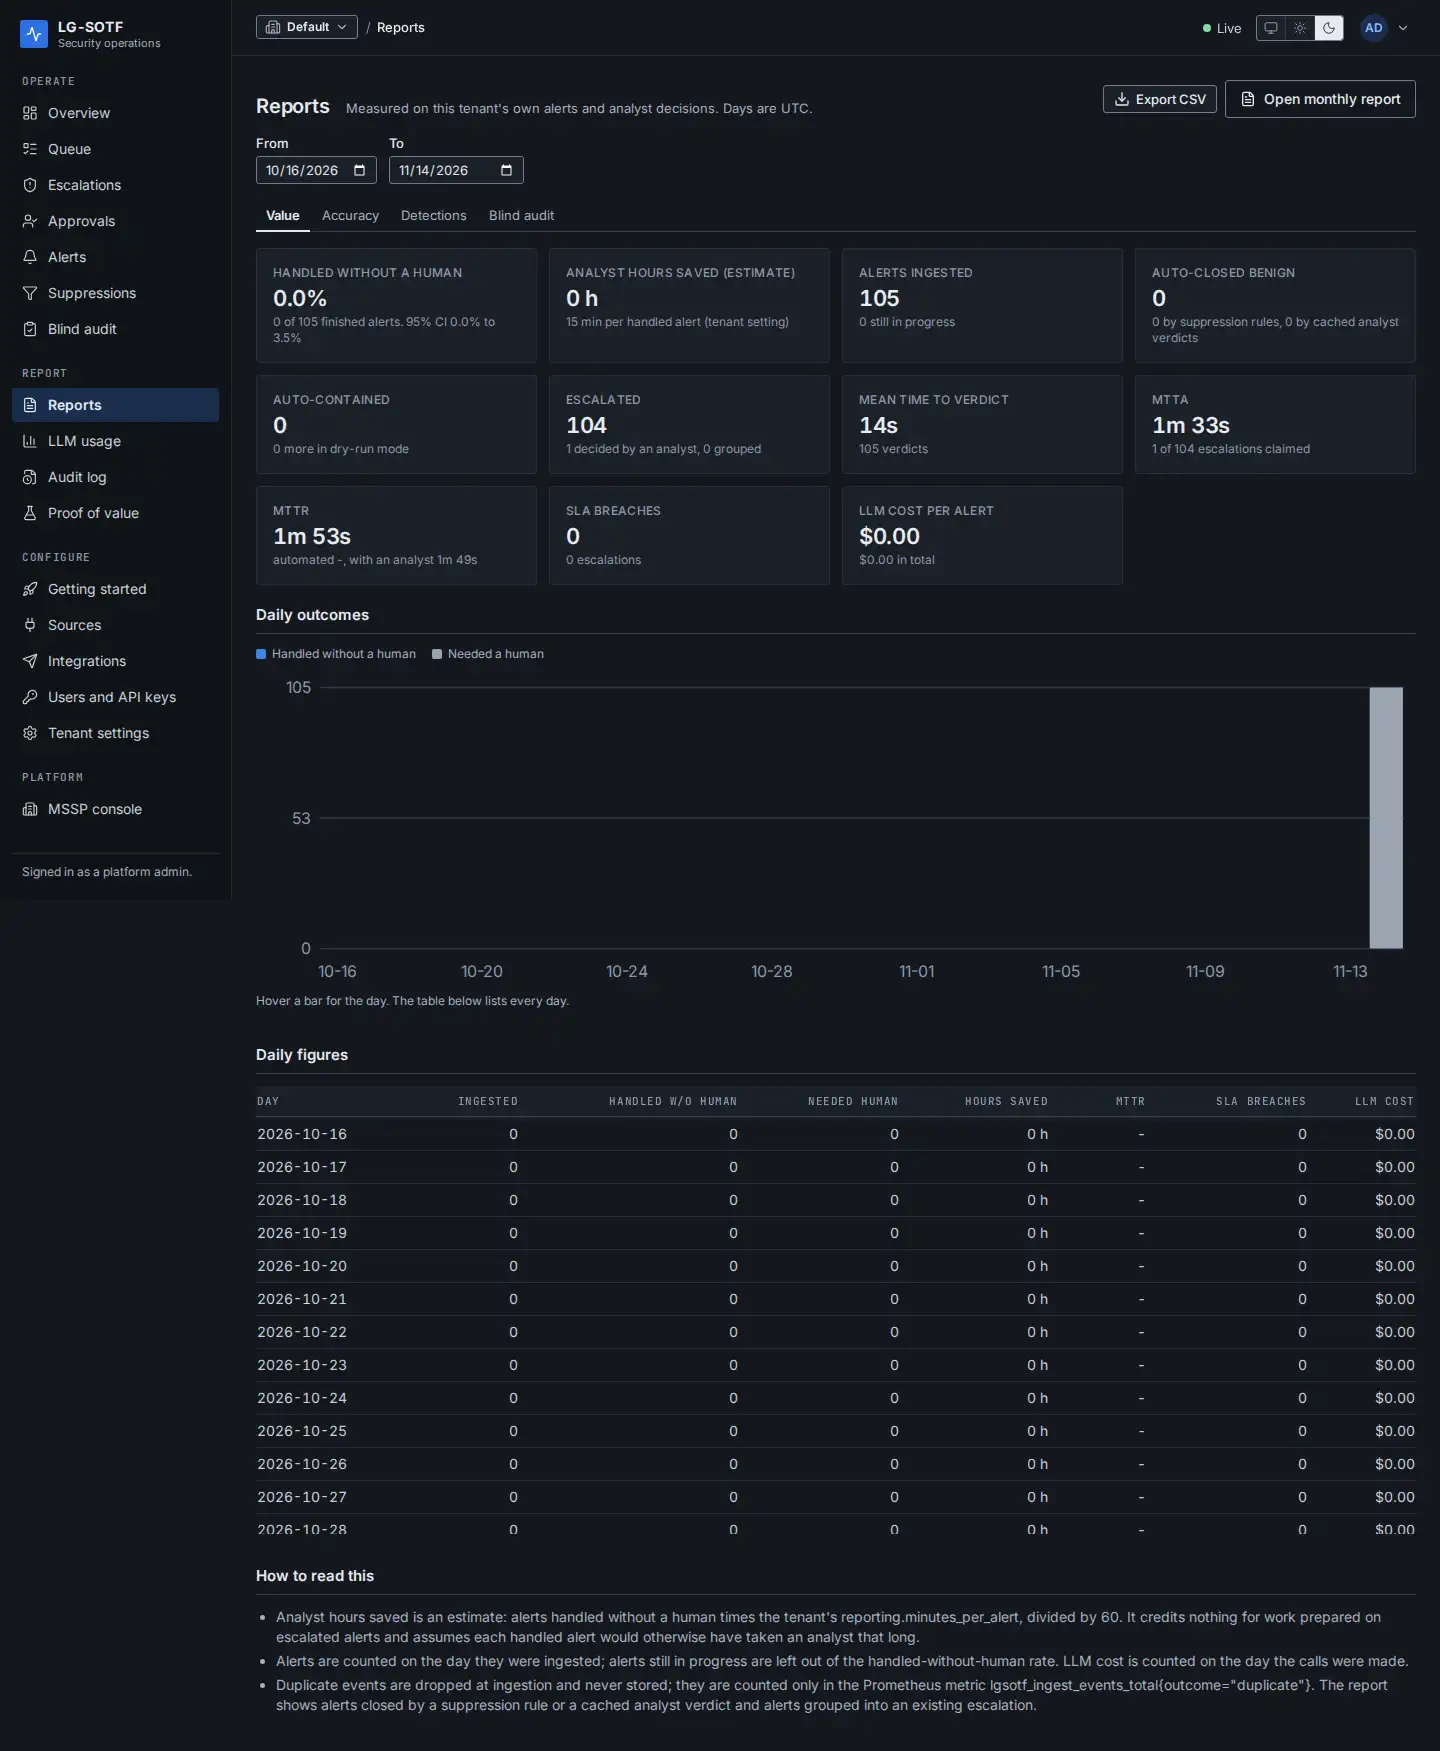 LG-SOTF
Security operations
OPERATE
Overview
Queue
Escalations
Approvals
Alerts
Suppressions
Blind audit
REPORT
Reports
LLM usage
Audit log
Proof of value
CONFIGURE
Getting started
Sources
Integrations
Users and API keys
Tenant settings
PLATFORM
MSSP console
Signed in as a platform admin.
Default / Reports
Live
AD
Reports Measured on this tenant's own alerts and analyst decisions. Days are UTC.
Export CSV
Open monthly report
From To
10/16/2026 11/14/2026
Value Accuracy Detections Blind audit
HANDLED WITHOUT A HUMAN
0.0%
0 of 105 finished alerts. 95% CI 0.0% to
3.5%
ANALYST HOURS SAVED (ESTIMATE)
0 h
15 min per handled alert (tenant setting)
ALERTS INGESTED
105
0 still in progress
AUTO-CLOSED BENIGN
0
0 by suppression rules, 0 by cached analyst
verdicts
AUTO-CONTAINED
0
0 more in dry-run mode
ESCALATED
104
1 decided by an analyst, 0 grouped
MEAN TIME TO VERDICT
14s
105 verdicts
MTTA
1m 33s
1 of 104 escalations claimed
MTTR
1m 53s
automated -, with an analyst 1m 49s
SLA BREACHES
0
0 escalations
LLM COST PER ALERT
$0.00
$0.00 in total
Daily outcomes
Handled without a human Needed a human
105
53
0
10-16 10-20 10-24 10-28 11-01 11-05 11-09 11-13
Hover a bar for the day. The table below lists every day.
Daily figures
DAY INGESTED HANDLED W/O HUMAN NEEDED HUMAN HOURS SAVED MTTR SLA BREACHES LLM COST
2026-10-16 0 0 0 0 h - 0 $0.00
2026-10-17 0 0 0 0 h - 0 $0.00
2026-10-18 0 0 0 0 h - 0 $0.00
2026-10-19 0 0 0 0 h - 0 $0.00
2026-10-20 0 0 0 0 h - 0 $0.00
2026-10-21 0 0 0 0 h - 0 $0.00
2026-10-22 0 0 0 0 h - 0 $0.00
2026-10-23 0 0 0 0 h - 0 $0.00
2026-10-24 0 0 0 0 h - 0 $0.00
2026-10-25 0 0 0 0 h - 0 $0.00
2026-10-26 0 0 0 0 h - 0 $0.00
2026-10-27 0 0 0 0 h - 0 $0.00
2026-10-28 0 0 0 0 h - 0 $0.00
How to read this
• Analyst hours saved is an estimate: alerts handled without a human times the tenant's reporting.minutes_per_alert, divided by 60. It credits nothing for work prepared on
escalated alerts and assumes each handled alert would otherwise have taken an analyst that long.
• Alerts are counted on the day they were ingested; alerts still in progress are left out of the handled-without-human rate. LLM cost is counted on the day the calls were made.
• Duplicate events are dropped at ingestion and never stored; they are counted only in the Prometheus metric lgsotf_ingest_events_total{outcome="duplicate"}. The report
shows alerts closed by a suppression rule or a cached analyst verdict and alerts grouped into an existing escalation.